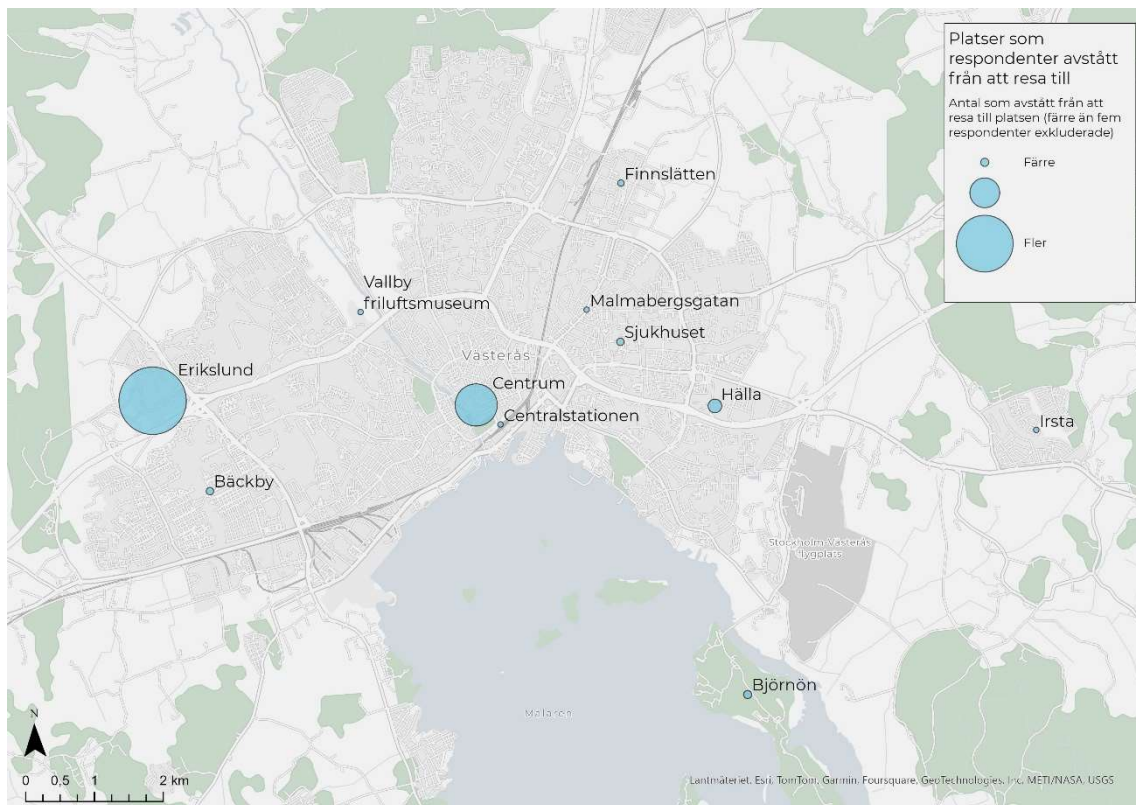 Platser som
respondenter avstått
från att resa till
Antal som avstått från att
resa till platsen (färre än fem
respondenter exkluderade)
Färre
Fler
Finnslätten
Vallby
friluftsmuseum
Malmabergsgatan
Sjukhuset
Västerås
Erikslund
Centrum
Hälla
Centralstationen
Irsta
Bäckby
Stockholm-Västerås
flygplats
Björnön
Mälaren
N
0 0,5 1 2 km
Lantmäteriet, Esri, TomTom, Garmin, Foursquare, GeoTechnologies, Inc, METI/NASA, USGS